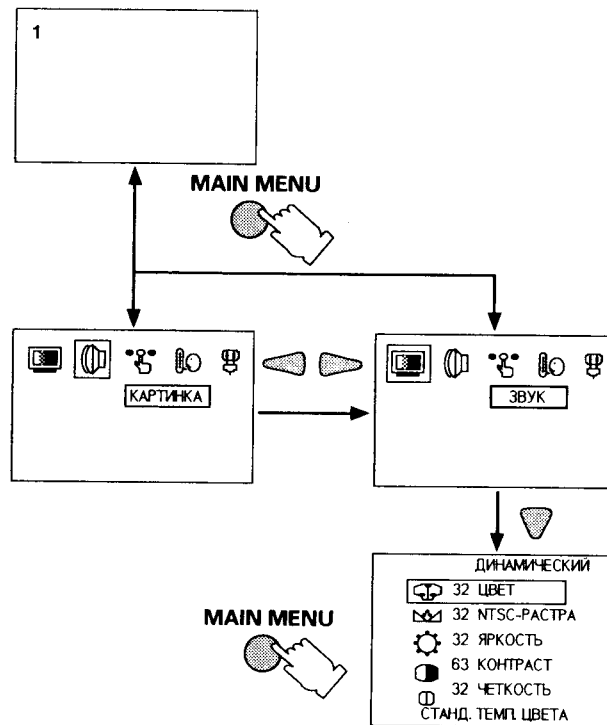 1
MAIN MENU
КАРТИНКА
ЗВУК
ДИНАМИЧЕСКИЙ
32 ЦВЕТ
32 NTSC-РАСТРА
32 ЯРКОСТЬ
63 КОНТРАСТ
32 ЧЕТКОСТЬ
СТАНД. ТЕМП. ЦВЕТА
MAIN MENU